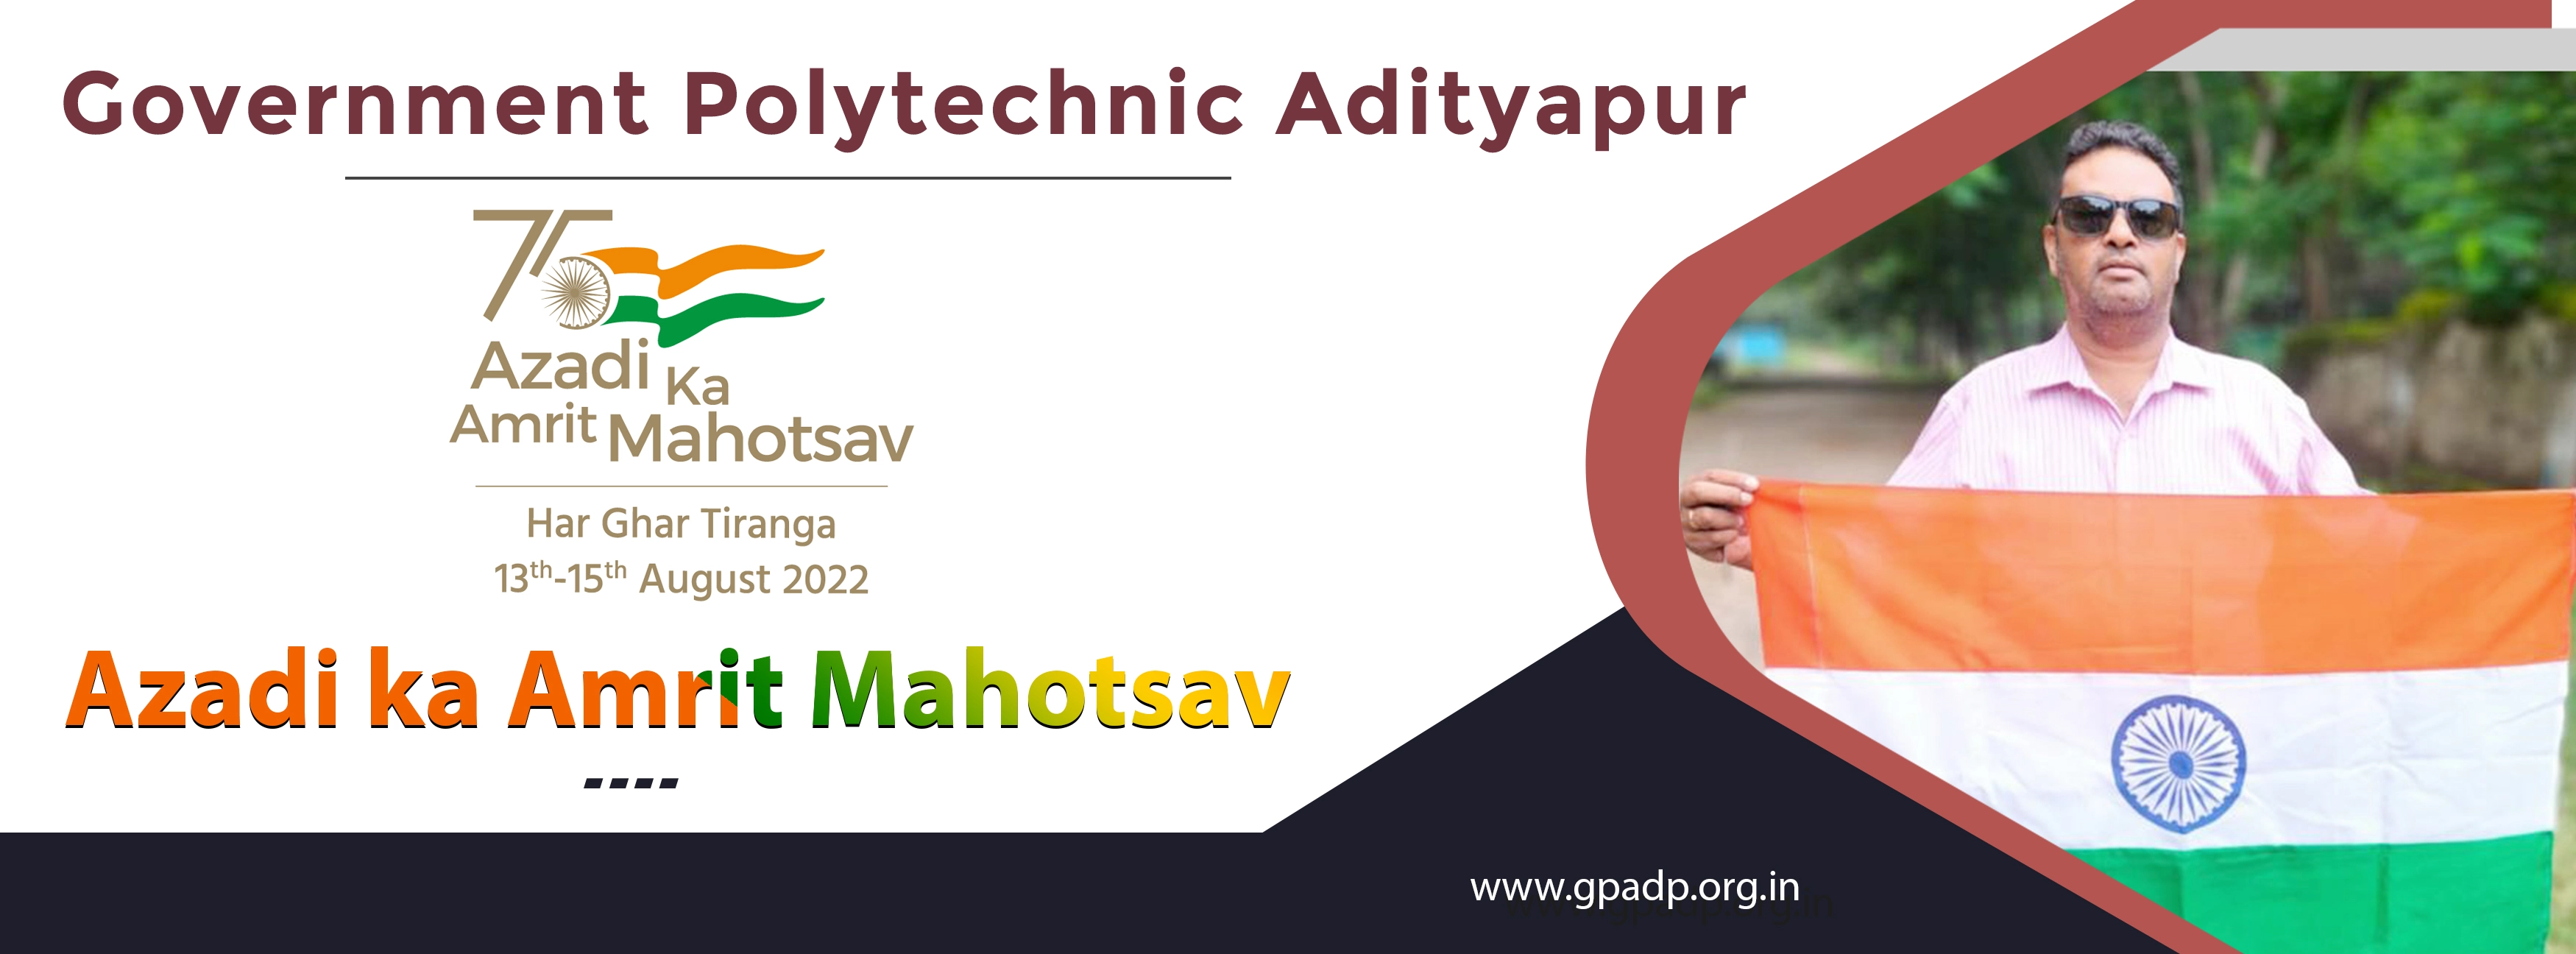 Government Polytechnic Adityapur
75
Azadi Ka
Amrit Mahotsav
Har Ghar Tiranga
13th-15th August 2022
Azadi ka Amrit Mahotsav
www.gpadp.org.in